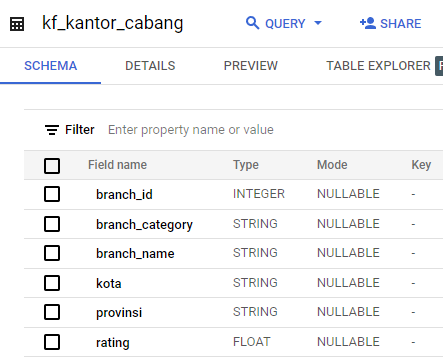 kf_kantor_cabang QUERY SHARE
SCHEMA DETAILS PREVIEW TABLE EXPLORER
Filter Enter property name or value
Field name Type Mode Key
branch_id INTEGER NULLABLE -
branch_category STRING NULLABLE -
branch_name STRING NULLABLE -
kota STRING NULLABLE -
provinsi STRING NULLABLE -
rating FLOAT NULLABLE -